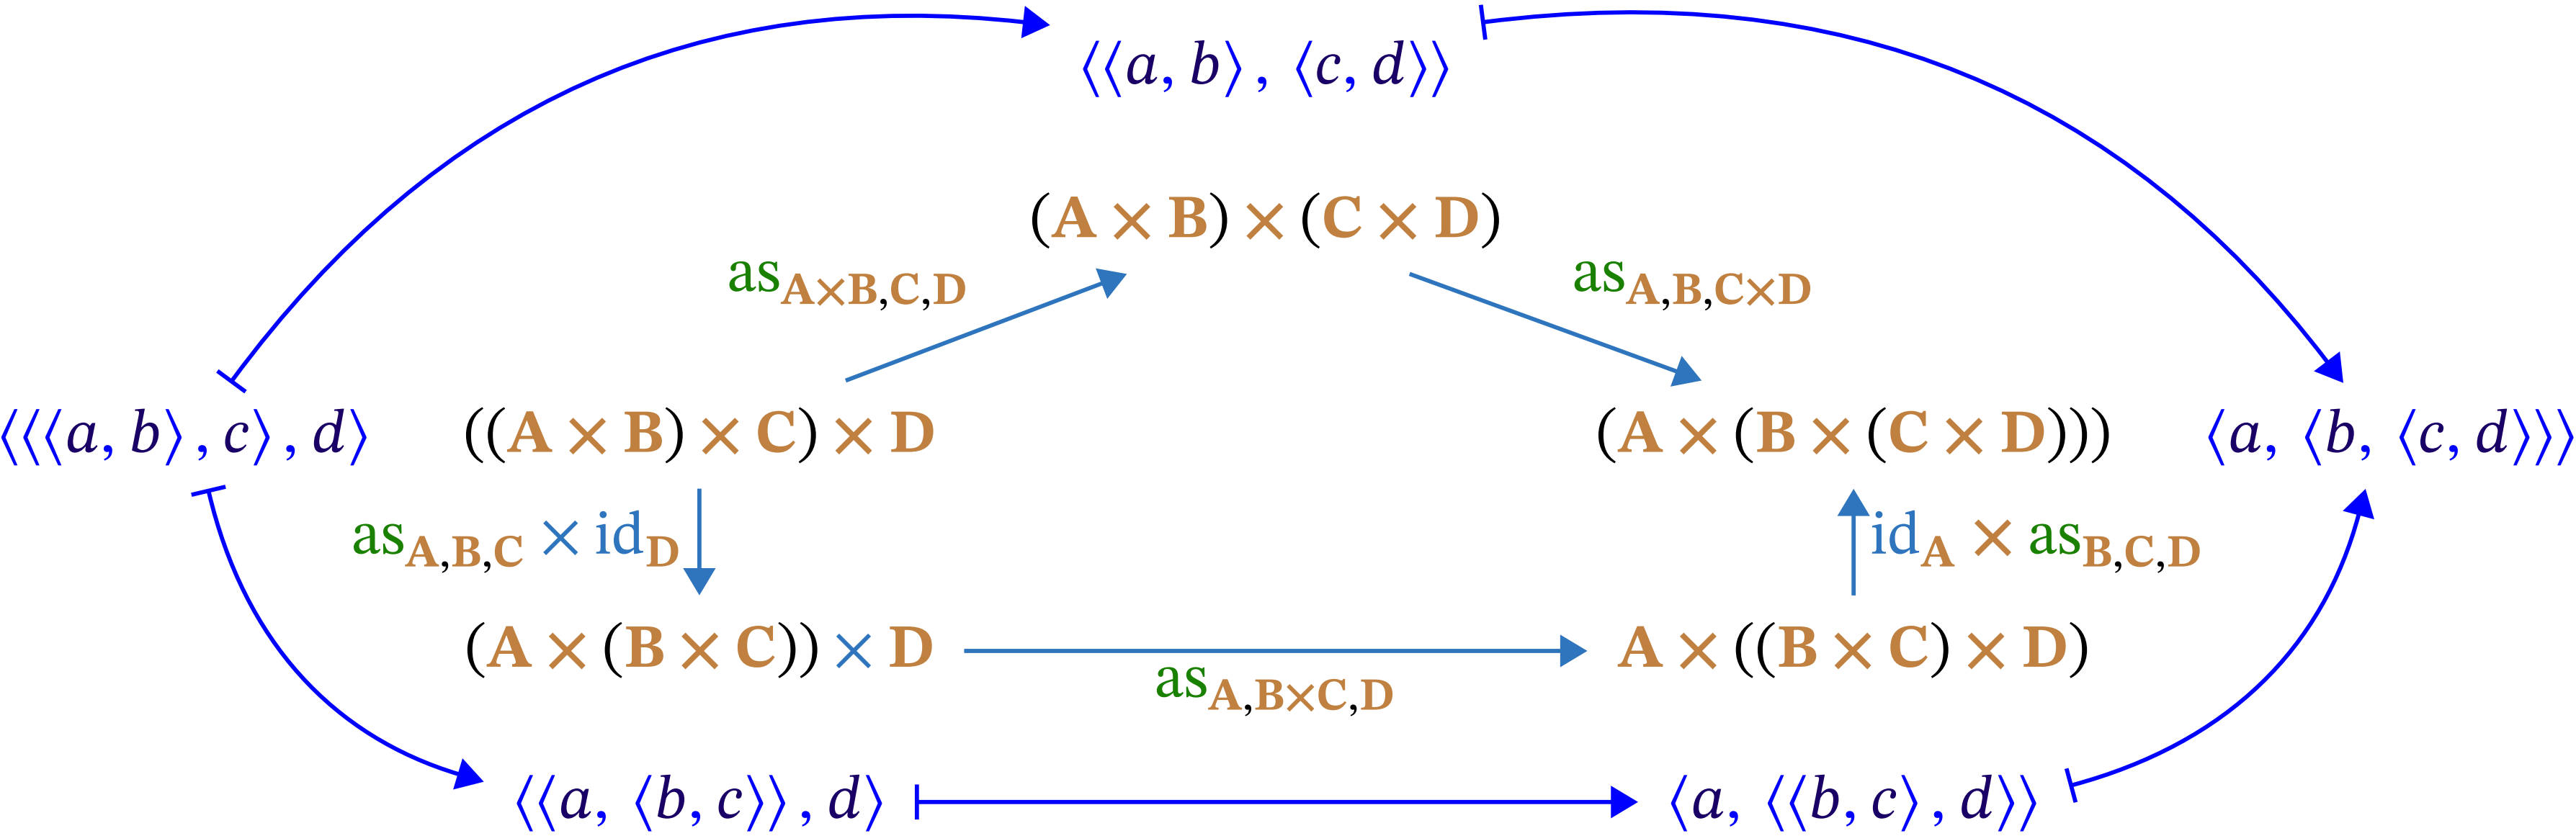 ⟨⟨a, b⟩, ⟨c, d⟩⟩
(A × B) × (C × D)
as_{A×B,C,D} as_{A,B,C×D}
⟨⟨⟨a, b⟩, c⟩, d⟩ ((A × B) × C) × D (A × (B × (C × D))) ⟨a, ⟨b, ⟨c, d⟩⟩⟩
as_{A,B,C} × id_D id_A × as_{B,C,D}
(A × (B × C)) × D A × ((B × C) × D)
as_{A,B×C,D}
⟨⟨a, ⟨b, c⟩⟩, d⟩ ⟨a, ⟨⟨b, c⟩, d⟩⟩